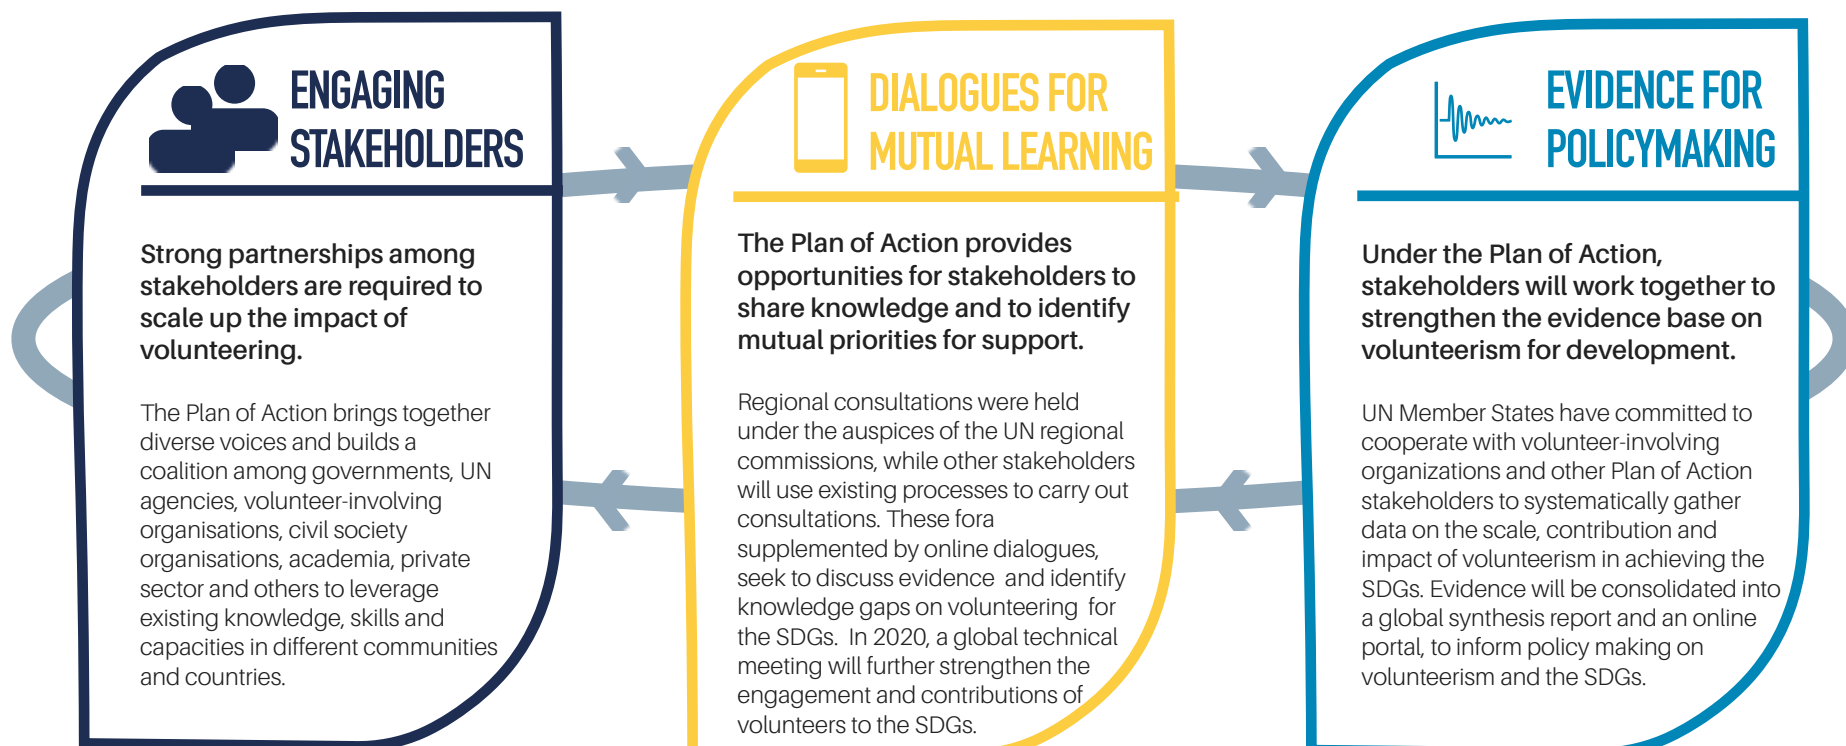 ENGAGING
STAKEHOLDERS
Strong partnerships among
stakeholders are required to
scale up the impact of
volunteering.
The Plan of Action brings together
diverse voices and builds a
coalition among governments, UN
agencies, volunteer-involving
organisations, civil society
organisations, academia, private
sector and others to leverage
existing knowledge, skills and
capacities in different communities
and countries.
DIALOGUES FOR
MUTUAL LEARNING
The Plan of Action provides
opportunities for stakeholders to
share knowledge and to identify
mutual priorities for support.
Regional consultations were held
under the auspices of the UN regional
commissions, while other stakeholders
will use existing processes to carry out
consultations. These fora
supplemented by online dialogues,
seek to discuss evidence and identify
knowledge gaps on volunteering for
the SDGs. In 2020, a global technical
meeting will further strengthen the
engagement and contributions of
volunteers to the SDGs.
EVIDENCE FOR
POLICYMAKING
Under the Plan of Action,
stakeholders will work together to
strengthen the evidence base on
volunteerism for development.
UN Member States have committed to
cooperate with volunteer-involving
organizations and other Plan of Action
stakeholders to systematically gather
data on the scale, contribution and
impact of volunteerism in achieving the
SDGs. Evidence will be consolidated into
a global synthesis report and an online
portal, to inform policy making on
volunteerism and the SDGs.